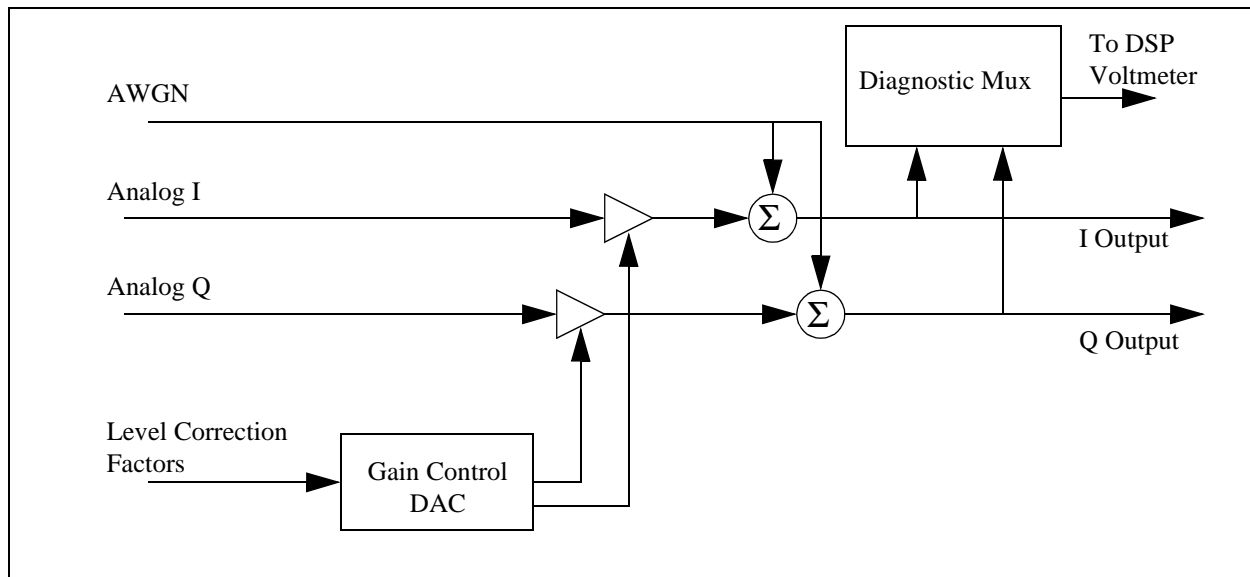 To DSP
Voltmeter
Diagnostic Mux
AWGN
Analog I
Σ
I Output
Analog Q
Σ
Q Output
Level Correction
Factors
Gain Control
DAC